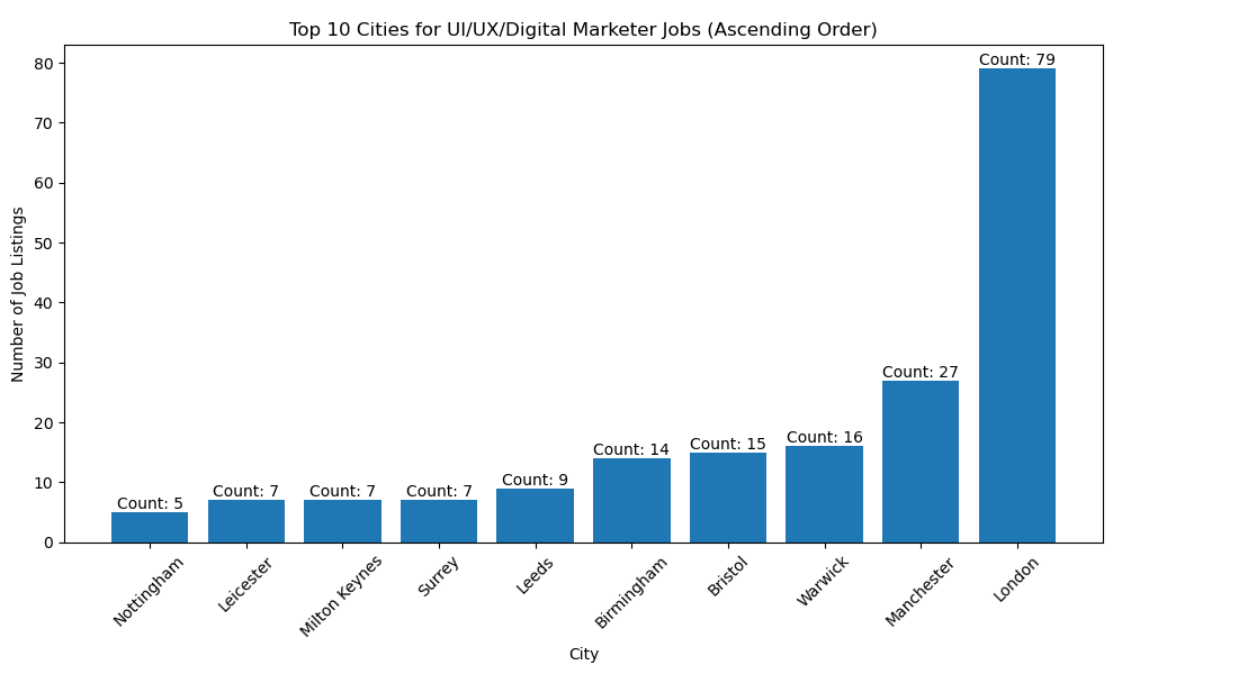 Top 10 Cities for UI/UX/Digital Marketer Jobs (Ascending Order)
Number of Job Listings
80
70
60
50
40
30
20
10
0
Count: 5
Count: 7
Count: 7
Count: 7
Count: 9
Count: 14
Count: 15
Count: 16
Count: 27
Count: 79
Nottingham
Leicester
Milton Keynes
Surrey
Leeds
Birmingham
Bristol
Warwick
Manchester
London
City